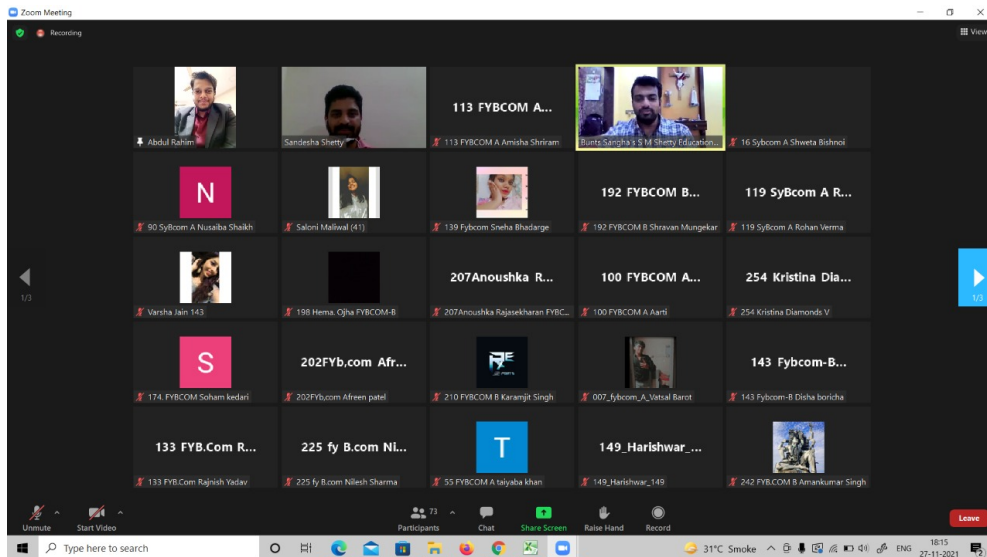 Zoom Meeting
Recording
View
Abdul Rahim
Sandesha Shetty
113 FYBCOM A...
113 FYBCOM A Amisha Shriram
Bunts Sangha's S M Shetty Education...
16 Sybcom A Shweta Bishnoi
N
90 SyBcom A Nusaiba Shaikh
Saloni Maliwal (41)
139 Fybcom Sneha Bhadarge
192 FYBCOM B...
192 FYBCOM B Shravan Mungekar
119 SyBcom A R...
119 SyBcom A Rohan Verma
1/3
Varsha Jain 143
198 Hema. Ojha FYBCOM-B
207Anoushka R...
207Anoushka Rajasekharan FYBC...
100 FYBCOM A...
100 FYBCOM A Aarti
254 Kristina Dia...
254 Kristina Diamonds V
1/3
S
174. FYBCOM Soham kedari
202FYb,com Afr...
202FYb,com Afreen patel
210 FYBCOM B Karamjit Singh
007_fybcom_A_Vatsal Barot
143 Fybcom-B...
143 Fybcom-B Disha boricha
133 FYB.Com R...
133 FYB.Com Rajnish Yadav
225 fy B.com Ni...
225 fy B.com Nilesh Sharma
T
55 FYBCOM A taiyaba khan
149_Harishwar_...
149_Harishwar_149
242 FYB.COM B Amankumar Singh
Unmute
Start Video
Participants
73
Chat
Share Screen
Raise Hand
Record
Leave
Type here to search
31°C Smoke
ENG
18:15
27-11-2021